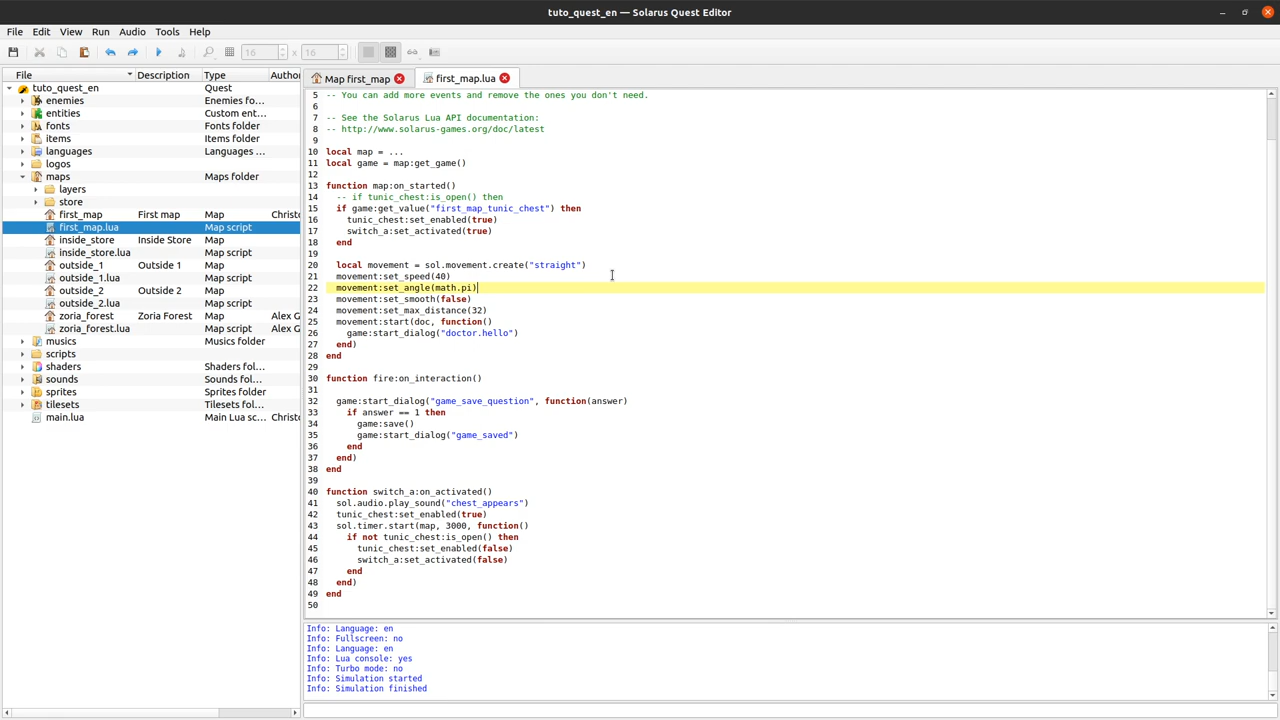 tuto_quest_en — Solarus Quest Editor
File Edit View Run Audio Tools Help
16 x 16
File Description Type Author
tuto_quest_en Quest
enemies Enemies fo...
entities Custom ent...
fonts Fonts folder
items Items folder
languages Languages ...
logos
maps Maps folder
layers
store
first_map First map Map Christo
first_map.lua Map script
inside_store Inside Store Map
inside_store.lua Map script
outside_1 Outside 1 Map
outside_1.lua Map script
outside_2 Outside 2 Map
outside_2.lua Map script
zoria_forest Zoria Forest Map Alex G
zoria_forest.lua Map script Alex G
musics Musics folder
scripts
shaders Shaders fol...
sounds Sounds fol...
sprites Sprites folder
tilesets Tilesets fol...
main.lua Main Lua sc... Christo
Map first_map first_map.lua
5 -- You can add more events and remove the ones you don't need.
6
7 -- See the Solarus Lua API documentation:
8 -- http://www.solarus-games.org/doc/latest
9
10 local map = ...
11 local game = map:get_game()
12
13 function map:on_started()
14 -- if tunic_chest:is_open() then
15 if game:get_value("first_map_tunic_chest") then
16 tunic_chest:set_enabled(true)
17 switch_a:set_activated(true)
18 end
19
20 local movement = sol.movement.create("straight")
21 movement:set_speed(40)
22 movement:set_angle(math.pi)
23 movement:set_smooth(false)
24 movement:set_max_distance(32)
25 movement:start(doc, function()
26 game:start_dialog("doctor.hello")
27 end)
28 end
29
30 function fire:on_interaction()
31
32 game:start_dialog("game_save_question", function(answer)
33 if answer == 1 then
34 game:save()
35 game:start_dialog("game_saved")
36 end
37 end)
38 end
39
40 function switch_a:on_activated()
41 sol.audio.play_sound("chest_appears")
42 tunic_chest:set_enabled(true)
43 sol.timer.start(map, 3000, function()
44 if not tunic_chest:is_open() then
45 tunic_chest:set_enabled(false)
46 switch_a:set_activated(false)
47 end
48 end)
49 end
50
Info: Language: en
Info: Fullscreen: no
Info: Language: en
Info: Lua console: yes
Info: Turbo mode: no
Info: Simulation started
Info: Simulation finished